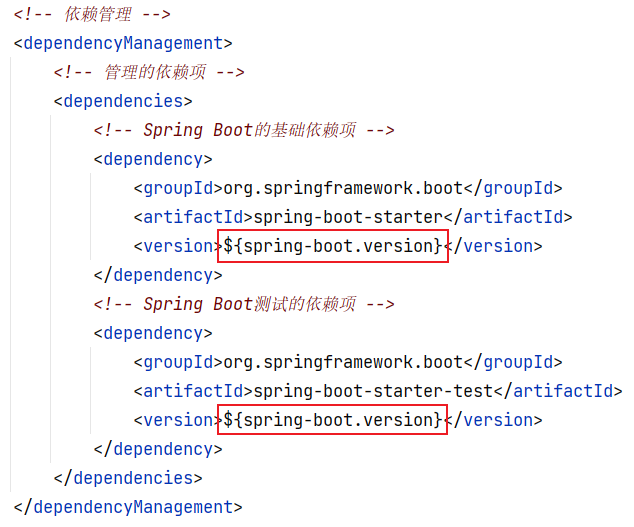 <!-- 依赖管理 -->
<dependencyManagement>
<!-- 管理的依赖项 -->
<dependencies>
<!-- Spring Boot的基础依赖项 -->
<dependency>
<groupId>org.springframework.boot</groupId>
<artifactId>spring-boot-starter</artifactId>
<version>${spring-boot.version}</version>
</dependency>
<!-- Spring Boot测试的依赖项 -->
<dependency>
<groupId>org.springframework.boot</groupId>
<artifactId>spring-boot-starter-test</artifactId>
<version>${spring-boot.version}</version>
</dependency>
</dependencies>
</dependencyManagement>